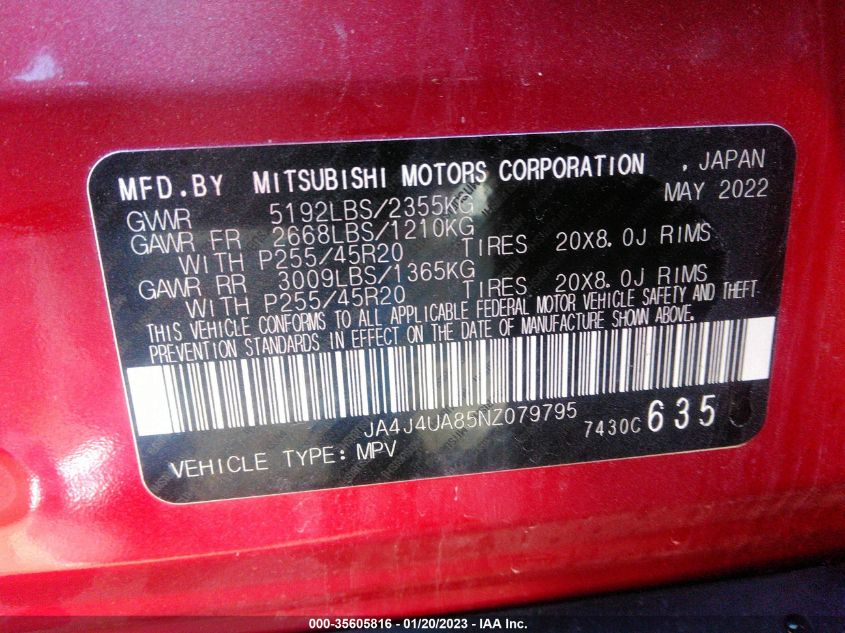 MFD.BY MITSUBISHI MOTORS CORPORATION , JAPAN
MAY 2022
GVWR 5192LBS/2355KG
GAWR FR 2668LBS/1210KG
WITH P255/45R20 TIRES 20X8.0J RIMS
GAWR RR 3009LBS/1365KG
WITH P255/45R20 TIRES 20X8.0J RIMS
THIS VEHICLE CONFORMS TO ALL APPLICABLE FEDERAL MOTOR VEHICLE SAFETY AND THEFT
PREVENTION STANDARDS IN EFFECT ON THE DATE OF MANUFACTURE SHOWN ABOVE.
JA4J4UA85NZ079795 7430C 635
VEHICLE TYPE: MPV
000-35605816 - 01/20/2023 - IAA Inc.